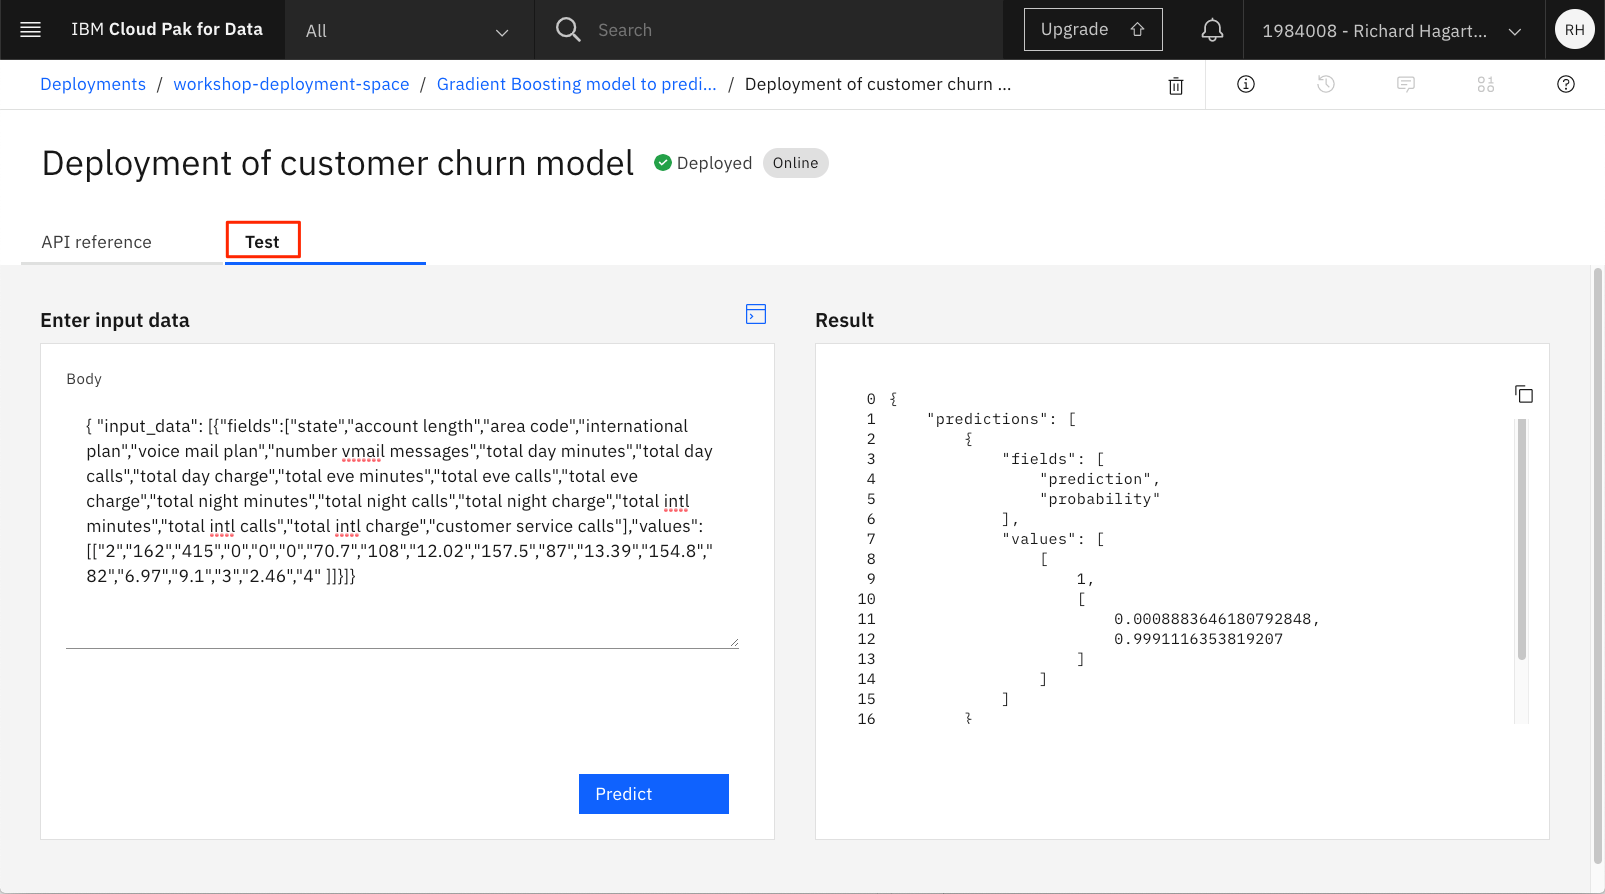 IBM Cloud Pak for Data
All
Search
Upgrade
1984008 - Richard Hagart...
RH
Deployments / workshop-deployment-space / Gradient Boosting model to predi... / Deployment of customer churn ...
Deployment of customer churn model
Deployed
Online
API reference
Test
Enter input data
Body
{ "input_data": [{"fields":["state","account length","area code","international
plan","voice mail plan","number vmail messages","total day minutes","total day
calls","total day charge","total eve minutes","total eve calls","total eve
charge","total night minutes","total night calls","total night charge","total intl
minutes","total intl calls","total intl charge","customer service calls"],"values":
[["2","162","415","0","0","0","70.7","108","12.02","157.5","87","13.39","154.8","
82","6.97","9.1","3","2.46","4" ]]}]}
Predict
Result
0 {
1 "predictions": [
2 {
3 "fields": [
4 "prediction",
5 "probability"
6 ],
7 "values": [
8 [
9 1,
10 [
11 0.0008883646180792848,
12 0.9991116353819207
13 ]
14 ]
15 ]
16 }